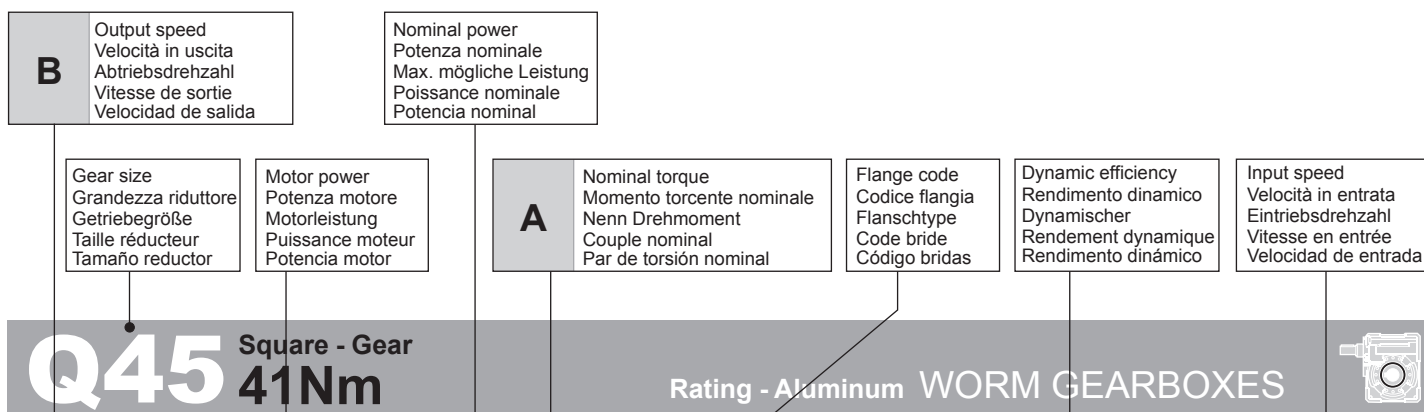 B
Output speed
Velocità in uscita
Abtriebsdrehzahl
Vitesse de sortie
Velocidad de salida
Nominal power
Potenza nominale
Max. mögliche Leistung
Poissance nominale
Potencia nominal
Gear size
Grandezza riduttore
Getriebegröße
Taille réducteur
Tamaño reductor
Motor power
Potenza motore
Motorleistung
Puissance moteur
Potencia motor
A
Nominal torque
Momento torcente nominale
Nenn Drehmoment
Couple nominal
Par de torsión nominal
Flange code
Codice flangia
Flanschtype
Code bride
Código bridas
Dynamic efficiency
Rendimento dinamico
Dynamischer
Rendement dynamique
Rendimento dinámico
Input speed
Velocità in entrata
Eintriebsdrehzahl
Vitesse en entrée
Velocidad de entrada
Q45
Square - Gear
41Nm
Rating - Aluminum WORM GEARBOXES